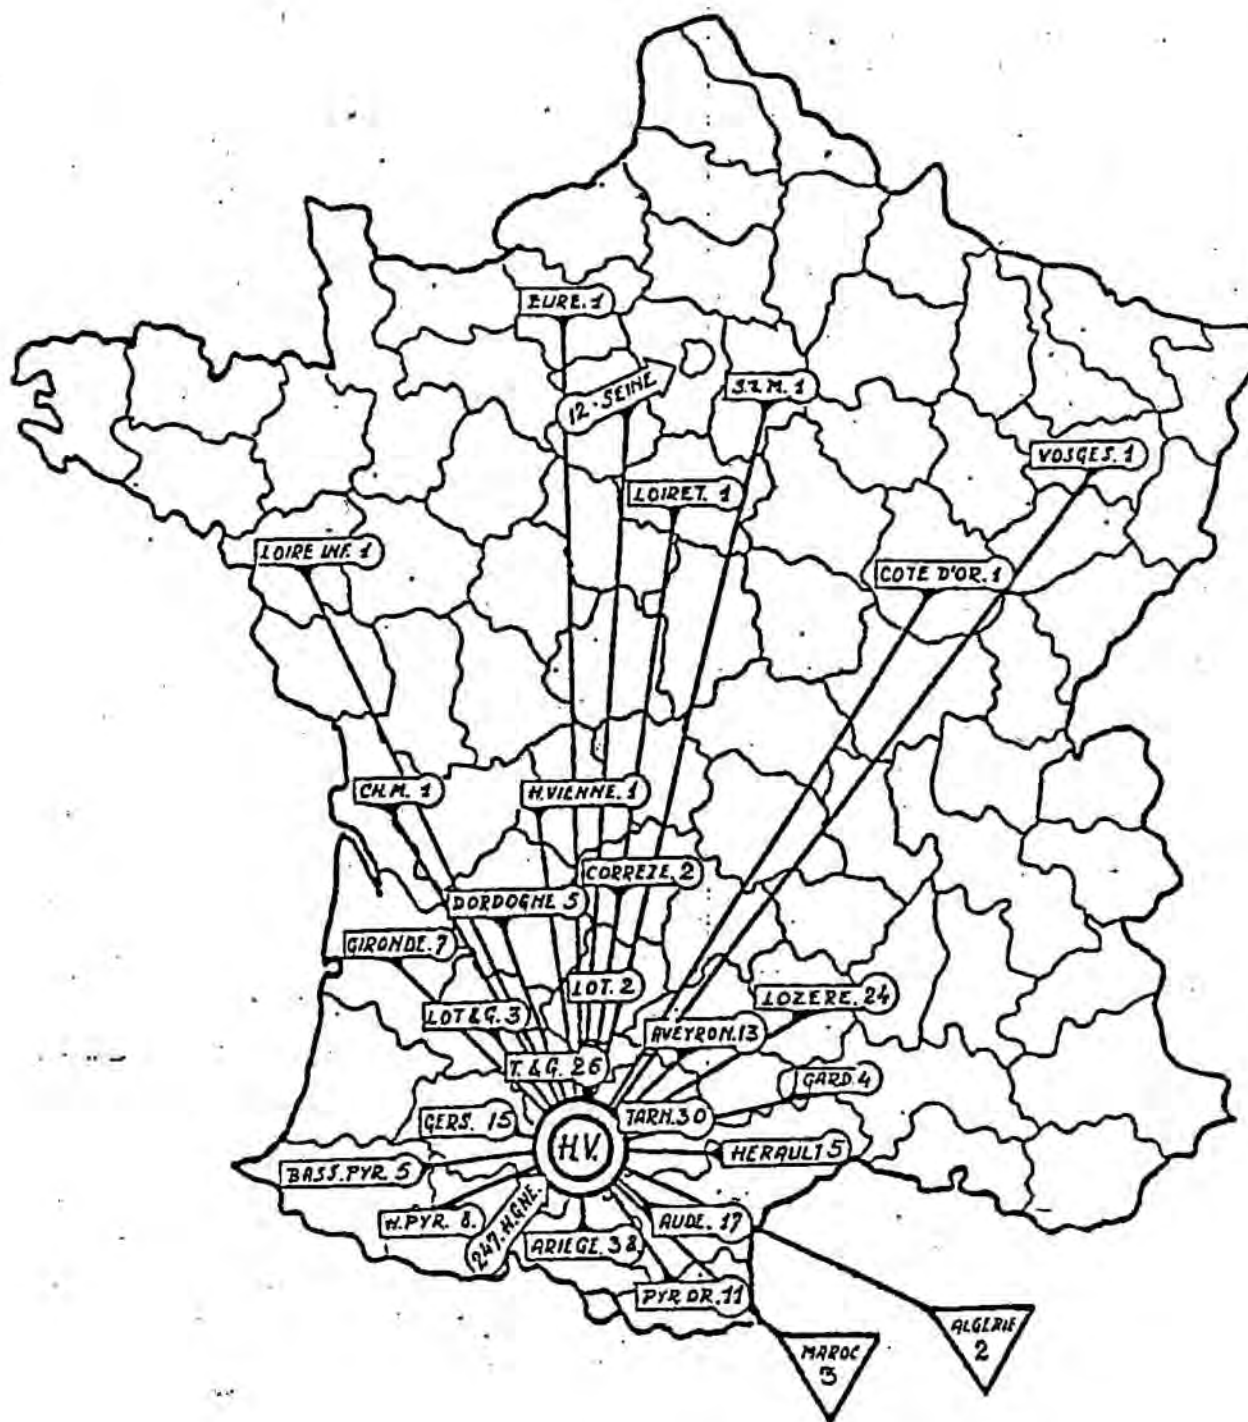 EURE.1
12.SEINE
S.&M.1
VOSGES.1
LOIRET.1
LOIRE INF.1
COTE D'OR.1
CH.M.1
H.VIENNE.1
CORREZE.2
DORDOGNE 5
GIRONDE.7
LOT.2
LOZERE.24
LOT&G.3
AVEYRON.13
T.&G.26
GARD.4
GERS.15
TARN.30
H.V.
HERAULT 5
BASS.PYR.5
H.PYR.8.
247.H.GNE.
ARIEGE.38.
AUDE.17
PYR.OR.11
ALGERIE
2
MAROC
3